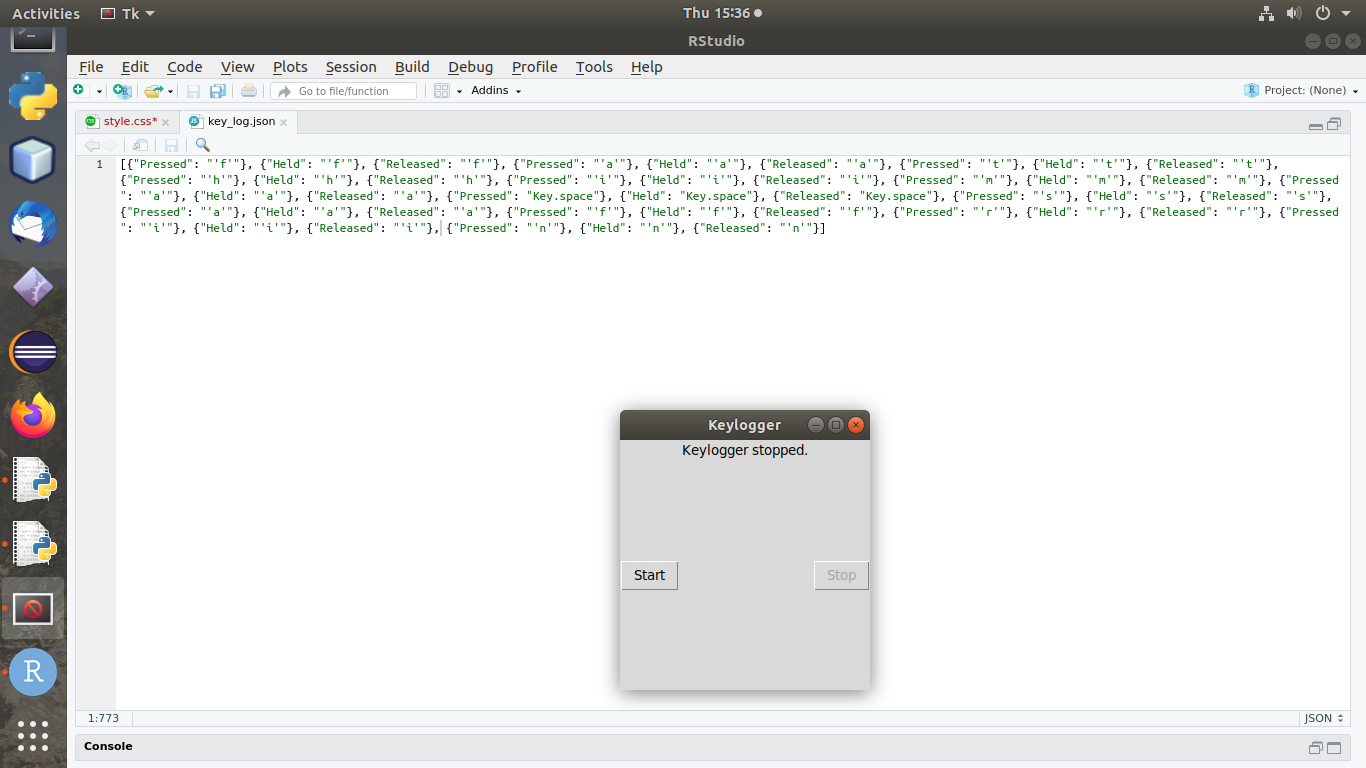 Activities Tk Thu 15:36
RStudio
File Edit Code View Plots Session Build Debug Profile Tools Help
Go to file/function Addins Project: (None)
style.css* key_log.json
1 [{"Pressed": "'f'"}, {"Held": "'f'"}, {"Released": "'f'"}, {"Pressed": "'a'"}, {"Held": "'a'"}, {"Released": "'a'"}, {"Pressed": "'t'"}, {"Held": "'t'"}, {"Released": "'t'"},
{"Pressed": "'h'"}, {"Held": "'h'"}, {"Released": "'h'"}, {"Pressed": "'i'"}, {"Held": "'i'"}, {"Released": "'i'"}, {"Pressed": "'m'"}, {"Held": "'m'"}, {"Released": "'m'"}, {"Pressed
": "'a'"}, {"Held": "'a'"}, {"Released": "'a'"}, {"Pressed": "Key.space"}, {"Held": "Key.space"}, {"Released": "Key.space"}, {"Pressed": "'s'"}, {"Held": "'s'"}, {"Released": "'s'"},
{"Pressed": "'a'"}, {"Held": "'a'"}, {"Released": "'a'"}, {"Pressed": "'f'"}, {"Held": "'f'"}, {"Released": "'f'"}, {"Pressed": "'r'"}, {"Held": "'r'"}, {"Released": "'r'"}, {"Pressed
": "'i'"}, {"Held": "'i'"}, {"Released": "'i'"}, {"Pressed": "'n'"}, {"Held": "'n'"}, {"Released": "'n'"}]
Keylogger
Keylogger stopped.
Start Stop
1:773 JSON
Console